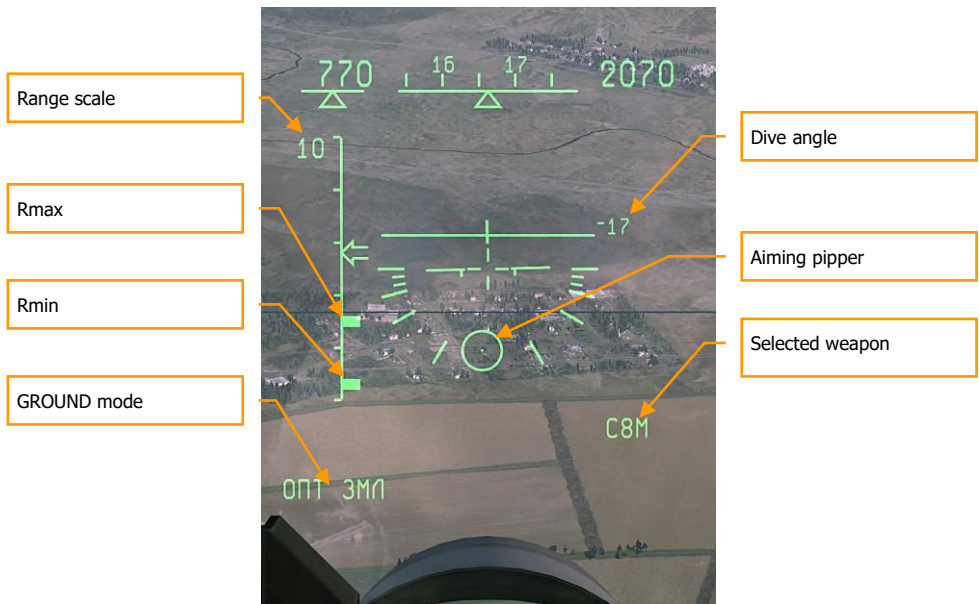 Range scale
Rmax
Rmin
GROUND mode
770
16 17
2070
10
-17
С8М
ОПТ ЗМЛ
Dive angle
Aiming pipper
Selected weapon